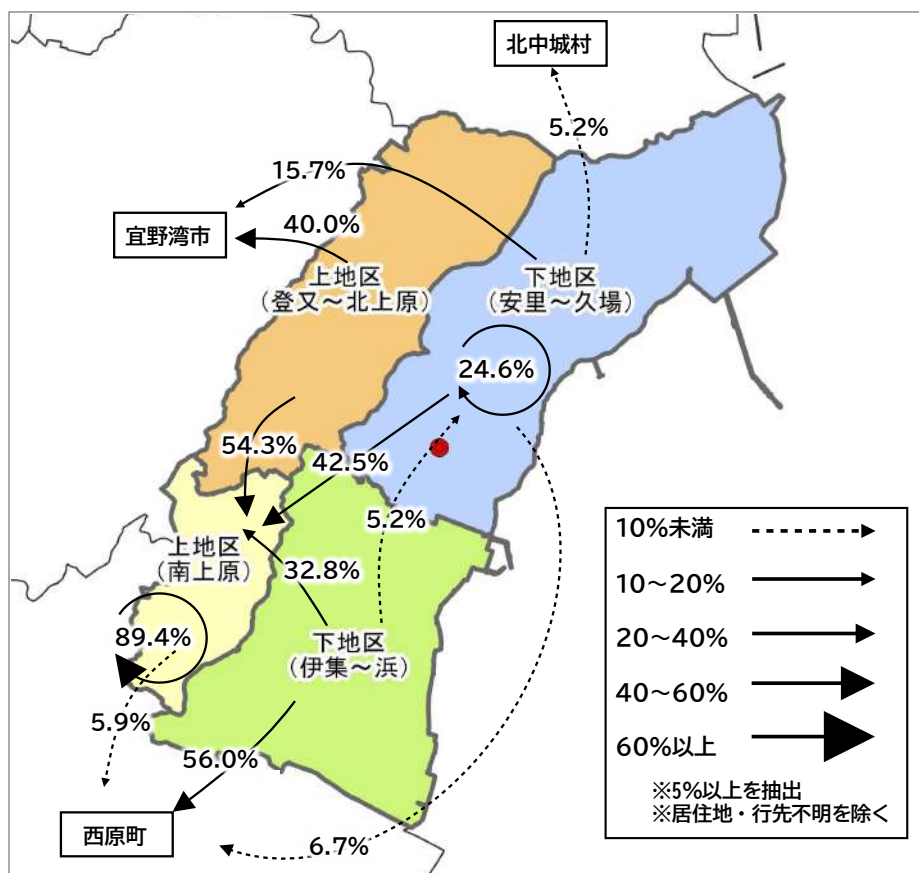 北中城村
5.2%
15.7%
宜野湾市
40.0%
上地区
(登又～北上原)
下地区
(安里～久場)
24.6%
54.3%
42.5%
5.2%
上地区
(南上原)
32.8%
89.4%
下地区
(伊集～浜)
5.9%
56.0%
西原町
6.7%
10%未満
10～20%
20～40%
40～60%
60%以上
※5%以上を抽出
※居住地・行先不明を除く